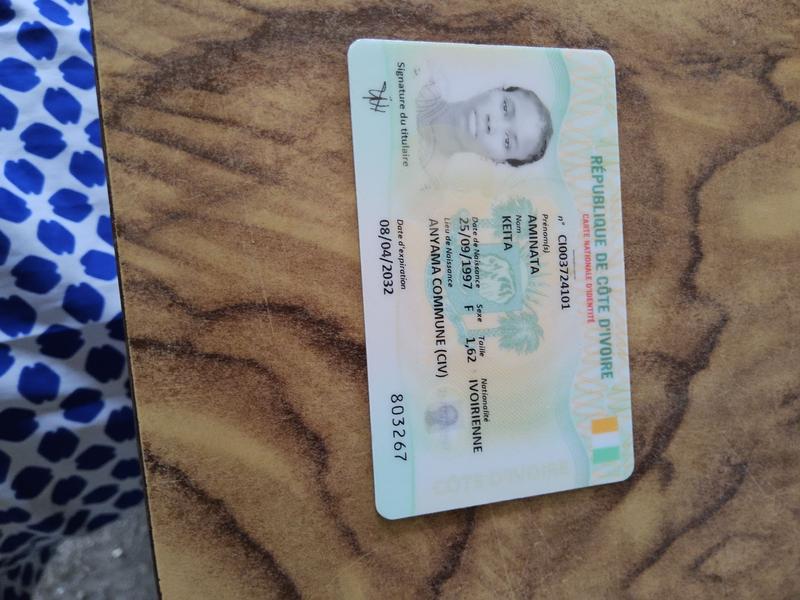 RÉPUBLIQUE DE CÔTE D'IVOIRE
CARTE NATIONALE D'IDENTITÉ
n° CI003724101
Prénom(s)
AMINATA
Nom
KEITA
Date de Naissance Sexe Taille Nationalité
25/09/1997 F 1,62 IVOIRIENNE
Lieu de Naissance
ANYAMA COMMUNE (CIV)
Signature du titulaire
Date d'expiration
08/04/2032
803267
CÔTE D'IVOIRE